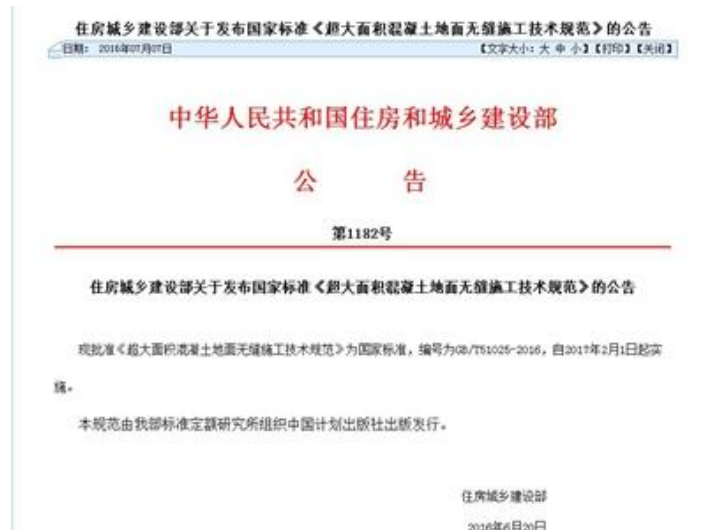 住房城乡建设部关于发布国家标准《超大面积混凝土地面无缝施工技术规范》的公告
日期： 2016年07月07日 【文字大小：大 中 小】【打印】【关闭】
中华人民共和国住房和城乡建设部
公 告
第1182号
住房城乡建设部关于发布国家标准《超大面积混凝土地面无缝施工技术规范》的公告
现批准《超大面积混凝土地面无缝施工技术规范》为国家标准，编号为GB/T51025-2016，自2017年2月1日起实
施。
本规范由我部标准定额研究所组织中国计划出版社出版发行。
住房城乡建设部
2016年6月20日